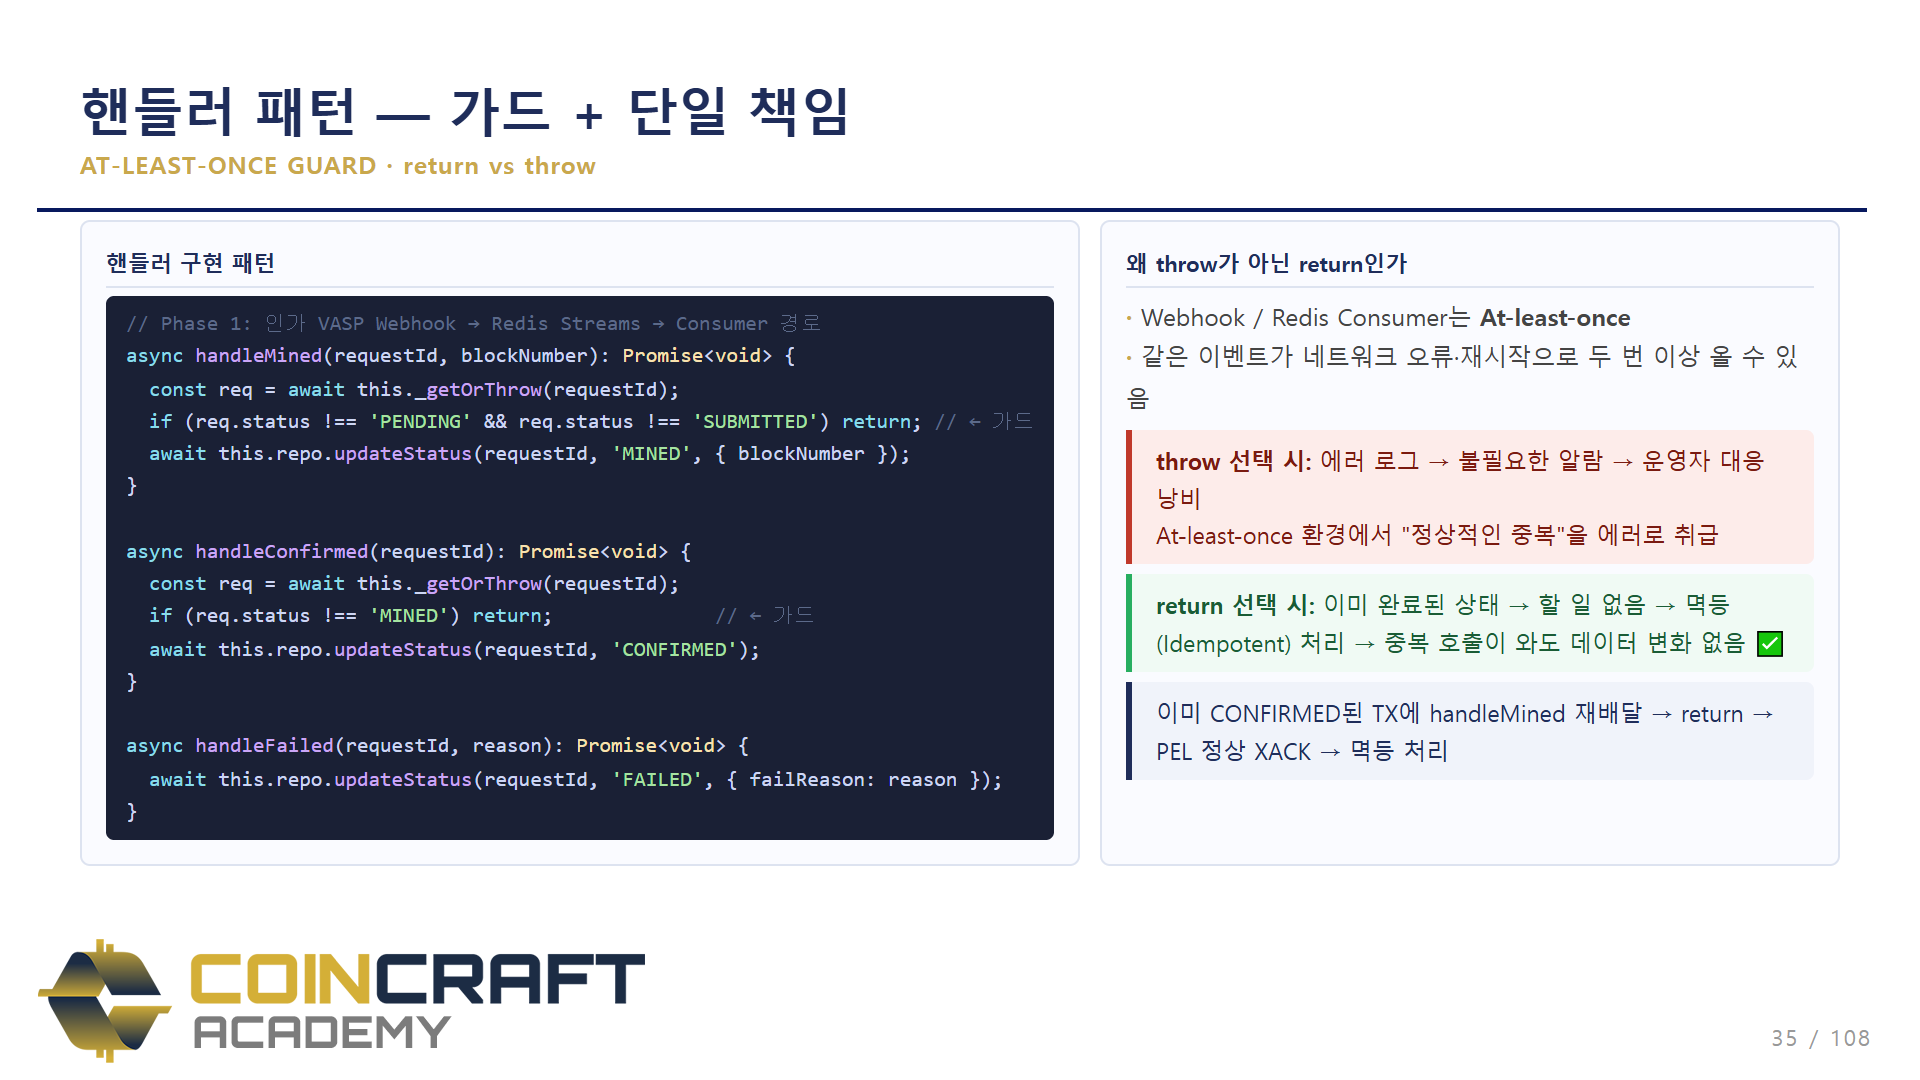 핸들러 패턴 — 가드 + 단일 책임
AT-LEAST-ONCE GUARD · return vs throw
핸들러 구현 패턴
// Phase 1: 인가 VASP Webhook → Redis Streams → Consumer 경로
async handleMined(requestId, blockNumber): Promise<void> {
  const req = await this._getOrThrow(requestId);
  if (req.status !== 'PENDING' && req.status !== 'SUBMITTED') return; // ← 가드
  await this.repo.updateStatus(requestId, 'MINED', { blockNumber });
}
async handleConfirmed(requestId): Promise<void> {
  const req = await this._getOrThrow(requestId);
  if (req.status !== 'MINED') return;              // ← 가드
  await this.repo.updateStatus(requestId, 'CONFIRMED');
}
async handleFailed(requestId, reason): Promise<void> {
  await this.repo.updateStatus(requestId, 'FAILED', { failReason: reason });
}
왜 throw가 아닌 return인가
· Webhook / Redis Consumer는 At-least-once
· 같은 이벤트가 네트워크 오류·재시작으로 두 번 이상 올 수 있
음
throw 선택 시: 에러 로그 → 불필요한 알람 → 운영자 대응
낭비
At-least-once 환경에서 "정상적인 중복"을 에러로 취급
return 선택 시: 이미 완료된 상태 → 할 일 없음 → 멱등
(Idempotent) 처리 → 중복 호출이 와도 데이터 변화 없음 ✅
이미 CONFIRMED된 TX에 handleMined 재배달 → return →
PEL 정상 XACK → 멱등 처리
COINCRAFT
ACADEMY
35 / 108